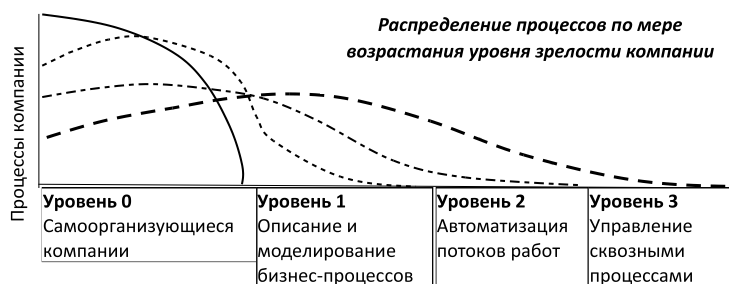 Распределение процессов по мере
возрастания уровня зрелости компании
Процессы компании
Уровень 0
Самоорганизующиеся
компании
Уровень 1
Описание и
моделирование
бизнес-процессов
Уровень 2
Автоматизация
потоков работ
Уровень 3
Управление
сквозными
процессами